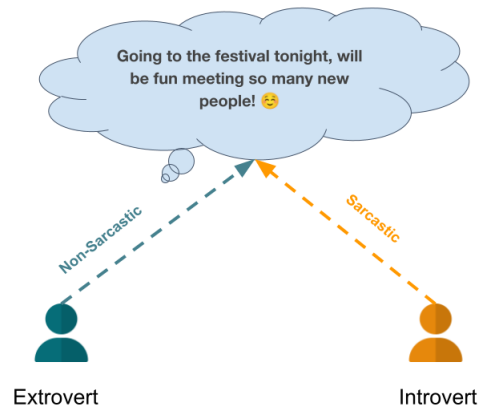 Going to the festival tonight, will
be fun meeting so many new
people! ☺️
Non-Sarcastic
Sarcastic
Extrovert
Introvert